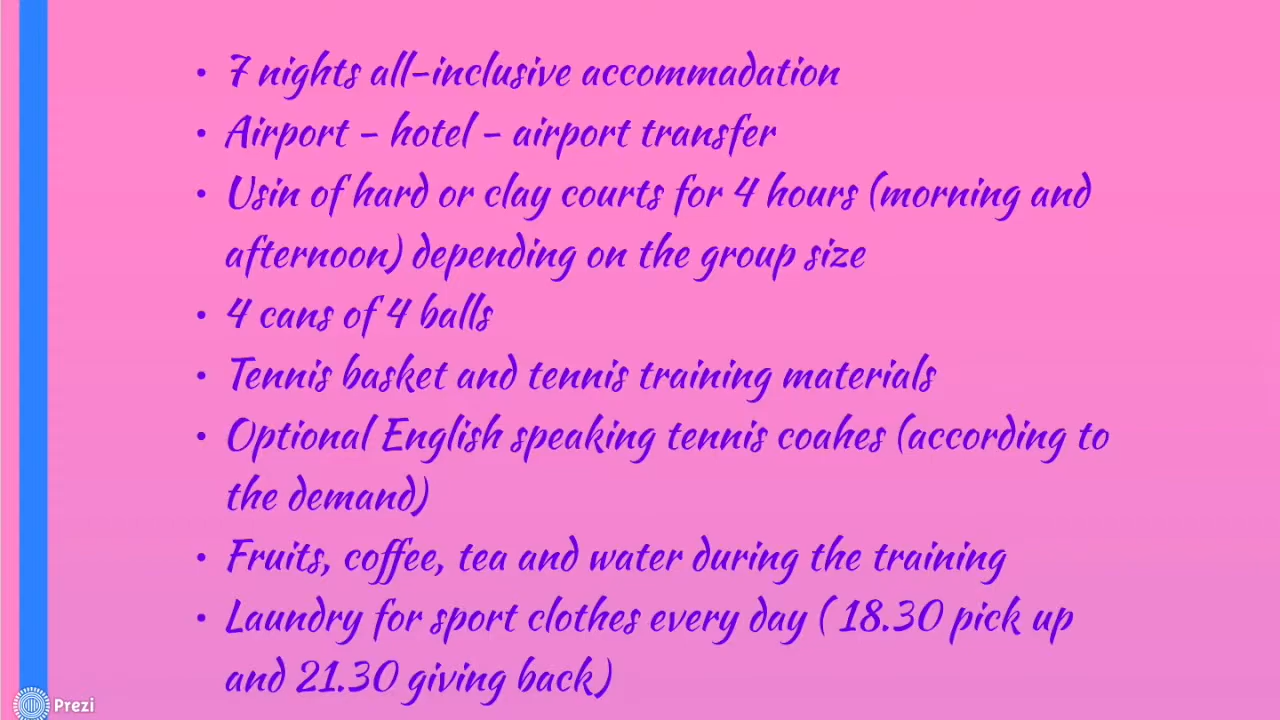 • 7 nights all-inclusive accommadation
• Airport - hotel - airport transfer
• Usin of hard or clay courts for 4 hours (morning and
afternoon) depending on the group size
• 4 cans of 4 balls
• Tennis basket and tennis training materials
• Optional English speaking tennis coahes (according to
the demand)
• Fruits, coffee, tea and water during the training
• Laundry for sport clothes every day ( 18.30 pick up
and 21.30 giving back)
Prezi